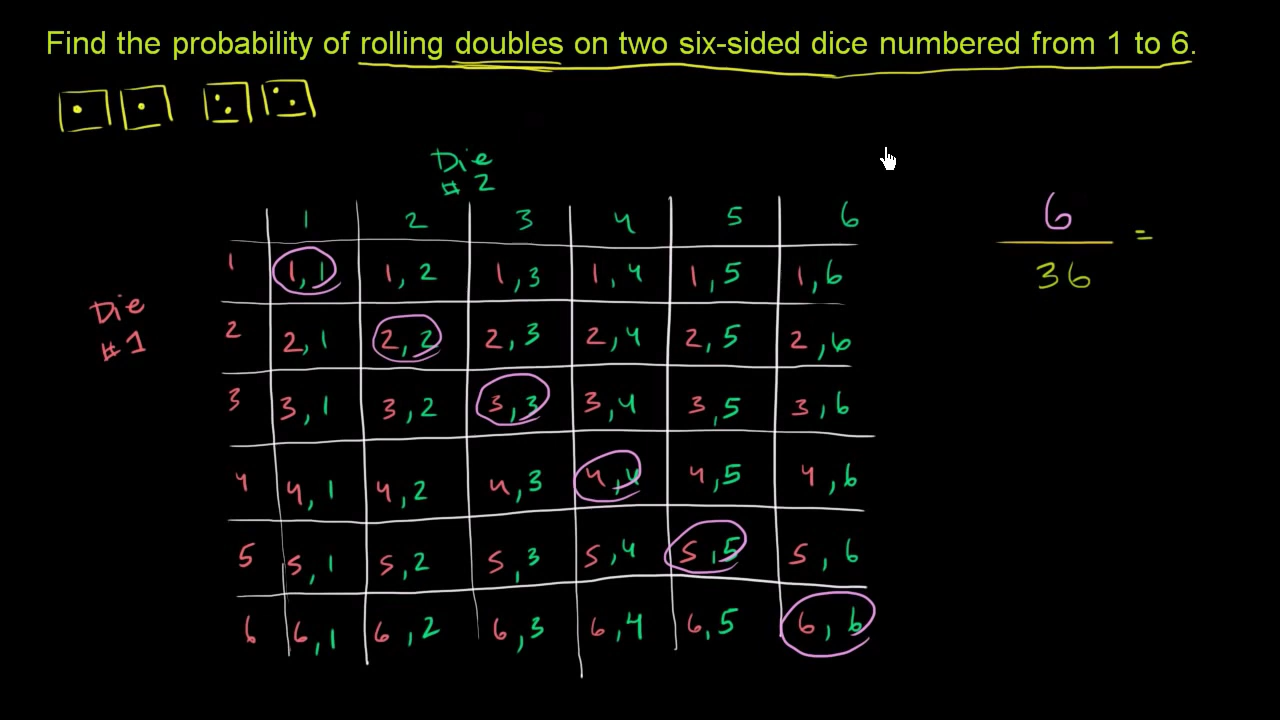 Find the probability of rolling doubles on two six-sided dice numbered from 1 to 6.
Die
# 2
1 2 3 4 5 6
1 1,1 1,2 1,3 1,4 1,5 1,6
Die
# 1
2 2,1 2,2 2,3 2,4 2,5 2,6
3 3,1 3,2 3,3 3,4 3,5 3,6
4 4,1 4,2 4,3 4,4 4,5 4,6
5 5,1 5,2 5,3 5,4 5,5 5,6
6 6,1 6,2 6,3 6,4 6,5 6,6
6
=
36